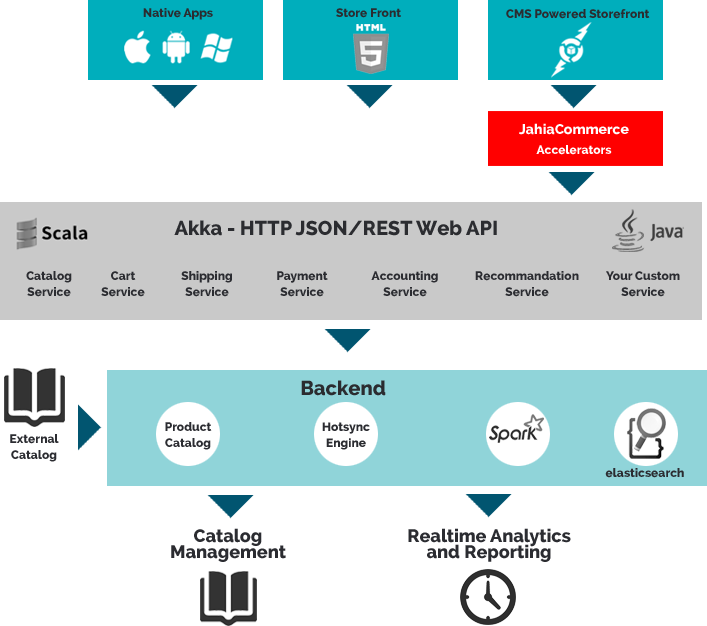 Native Apps
Store Front
CMS Powered Storefront
HTML
5
JahiaCommerce
Accelerators
Scala
Akka - HTTP JSON/REST Web API
Java
Catalog
Service
Cart
Service
Shipping
Service
Payment
Service
Accounting
Service
Recommandation
Service
Your Custom
Service
Backend
External
Catalog
Product
Catalog
Hotsync
Engine
Spark
elasticsearch
Catalog
Management
Realtime Analytics
and Reporting